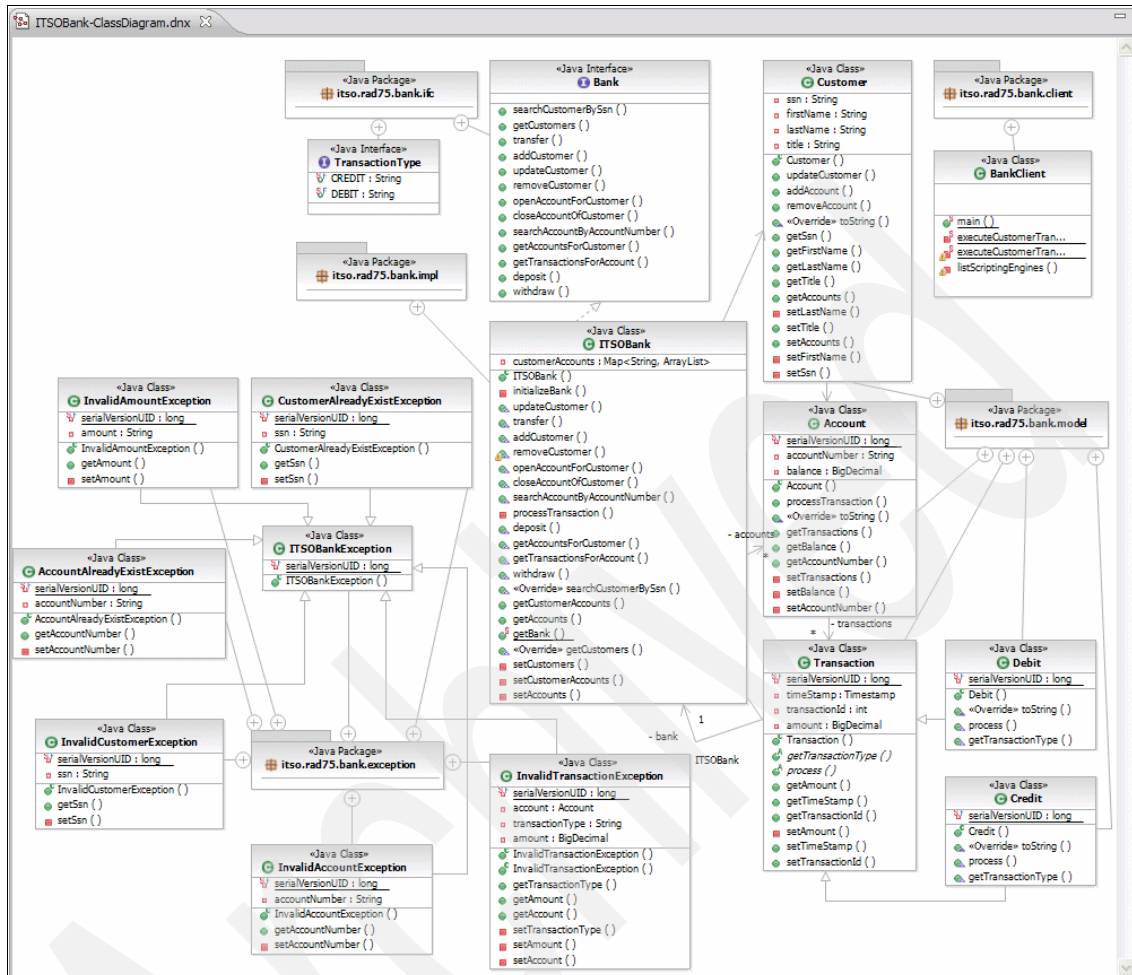 ITSOBank-ClassDiagram.dnx
«Java Package»
itso.rad75.bank.ifc
«Java Interface»
TransactionType
CREDIT : String
DEBIT : String
«Java Package»
itso.rad75.bank.impl
«Java Interface»
Bank
searchCustomerBySsn ( )
getCustomers ( )
transfer ( )
addCustomer ( )
updateCustomer ( )
removeCustomer ( )
openAccountForCustomer ( )
closeAccountOfCustomer ( )
searchAccountByAccountNumber ( )
getAccountsForCustomer ( )
getTransactionsForAccount ( )
deposit ( )
withdraw ( )
«Java Class»
Customer
ssn : String
firstName : String
lastName : String
title : String
Customer ( )
updateCustomer ( )
addAccount ( )
removeAccount ( )
«Override» toString ( )
getSsn ( )
getFirstName ( )
getLastName ( )
getTitle ( )
getAccounts ( )
setLastName ( )
setTitle ( )
setAccounts ( )
setFirstName ( )
setSsn ( )
«Java Package»
itso.rad75.bank.client
«Java Class»
BankClient
main ( )
executeCustomerTran...
executeCustomerTran...
listScriptingEngines ( )
«Java Class»
ITSOBank
customerAccounts : Map<String, ArrayList>
ITSOBank ( )
initializeBank ( )
updateCustomer ( )
transfer ( )
addCustomer ( )
removeCustomer ( )
openAccountForCustomer ( )
closeAccountOfCustomer ( )
searchAccountByAccountNumber ( )
processTransaction ( )
deposit ( )
getAccountsForCustomer ( )
getTransactionsForAccount ( )
withdraw ( )
«Override» searchCustomerBySsn ( )
getCustomerAccounts ( )
getAccounts ( )
getBank ( )
«Override» getCustomers ( )
setCustomers ( )
setCustomerAccounts ( )
setAccounts ( )
«Java Class»
InvalidAmountException
serialVersionUID : long
amount : String
InvalidAmountException ( )
getAmount ( )
setAmount ( )
«Java Class»
CustomerAlreadyExistException
serialVersionUID : long
ssn : String
CustomerAlreadyExistException ( )
getSsn ( )
setSsn ( )
«Java Class»
ITSOBankException
serialVersionUID : long
ITSOBankException ( )
«Java Class»
AccountAlreadyExistException
serialVersionUID : long
accountNumber : String
AccountAlreadyExistException ( )
getAccountNumber ( )
setAccountNumber ( )
«Java Class»
Account
serialVersionUID : long
accountNumber : String
balance : BigDecimal
Account ( )
processTransaction ( )
«Override» toString ( )
getTransactions ( )
getBalance ( )
getAccountNumber ( )
setTransactions ( )
setBalance ( )
setAccountNumber ( )
«Java Package»
itso.rad75.bank.model
- accounts
*
- transactions
*
«Java Class»
Transaction
serialVersionUID : long
timeStamp : Timestamp
transactionId : int
amount : BigDecimal
Transaction ( )
getTransactionType ( )
process ( )
getAmount ( )
getTimeStamp ( )
getTransactionId ( )
setAmount ( )
setTimeStamp ( )
setTransactionId ( )
«Java Class»
Debit
serialVersionUID : long
Debit ( )
«Override» toString ( )
process ( )
getTransactionType ( )
«Java Class»
Credit
serialVersionUID : long
Credit ( )
«Override» toString ( )
process ( )
getTransactionType ( )
1
- bank
ITSOBank
«Java Class»
InvalidCustomerException
serialVersionUID : long
ssn : String
InvalidCustomerException ( )
getSsn ( )
setSsn ( )
«Java Package»
itso.rad75.bank.exception
«Java Class»
InvalidTransactionException
serialVersionUID : long
account : Account
transactionType : String
amount : BigDecimal
InvalidTransactionException ( )
InvalidTransactionException ( )
getTransactionType ( )
getAmount ( )
getAccount ( )
setTransactionType ( )
setAmount ( )
setAccount ( )
«Java Class»
InvalidAccountException
serialVersionUID : long
accountNumber : String
InvalidAccountException ( )
getAccountNumber ( )
setAccountNumber ( )